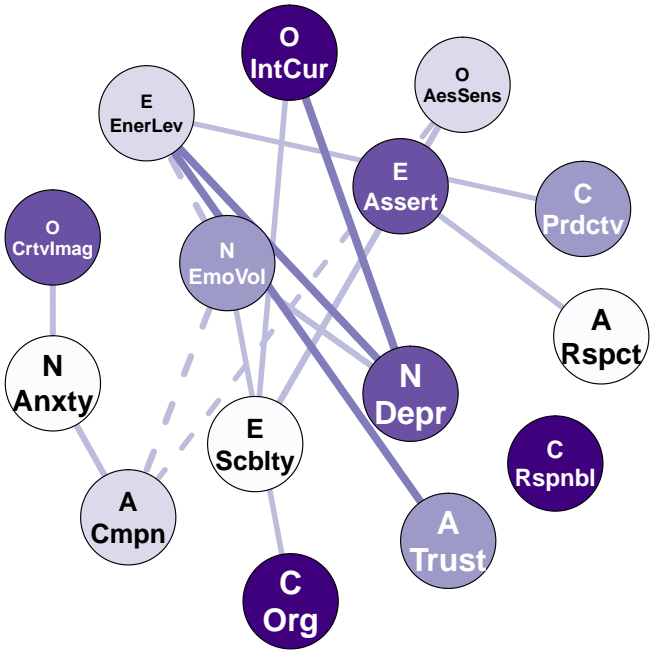 O
IntCur
O
AesSens
E
EnerLev
E
Assert
C
Prdctv
O
CrtvImag
N
EmoVol
A
Rspct
N
Anxty
N
Depr
E
Scblty
C
Rspnbl
A
Cmpn
A
Trust
C
Org